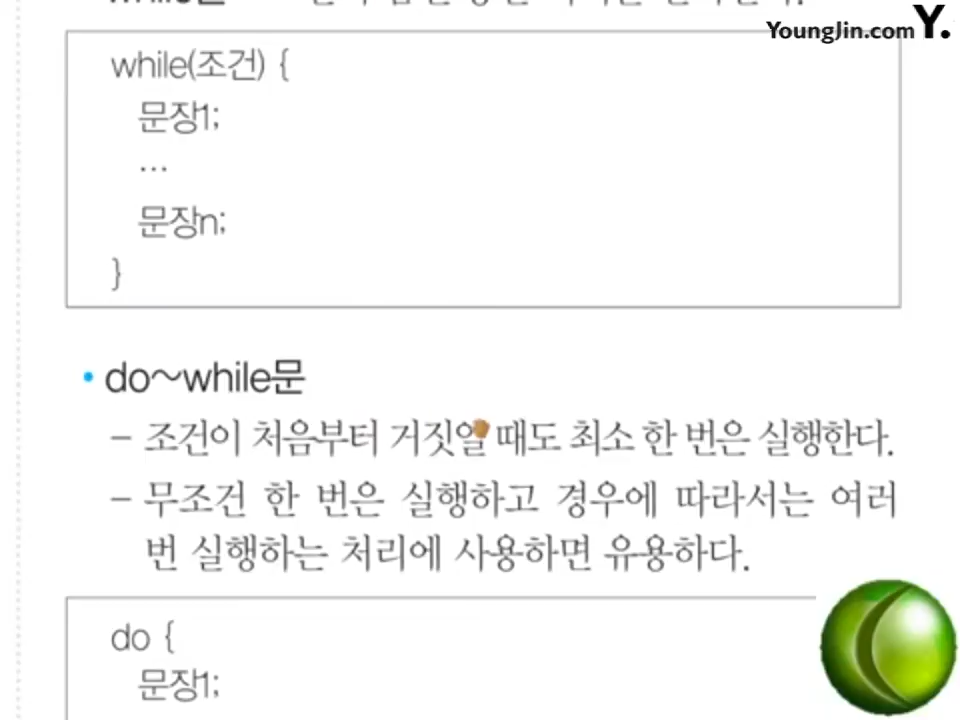 YoungJin.com Y.
while(조건) {
문장1;
...
문장n;
}
• do~while문
– 조건이 처음부터 거짓일 때도 최소 한 번은 실행한다.
– 무조건 한 번은 실행하고 경우에 따라서는 여러
번 실행하는 처리에 사용하면 유용하다.
do {
문장1;